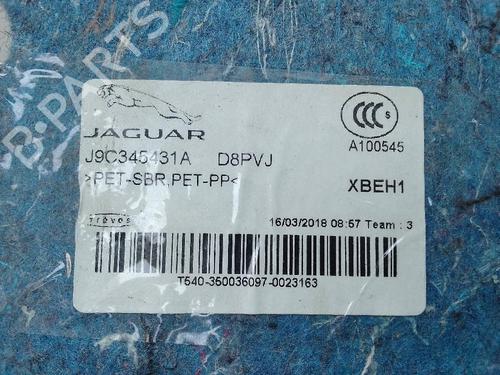 B-PARTS
JAGUAR
J9C345431A D8PVJ
>PET-SBR,PET-PP<
S
A100545
XBEH1
Trèves
16/03/2018 08:57 Team : 3
T540-350036097-0023163